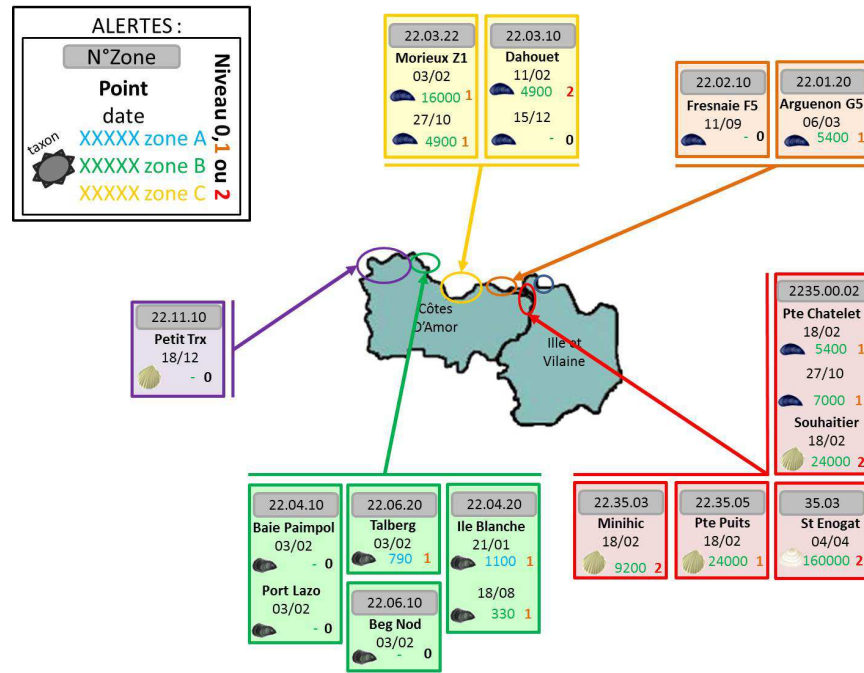 ALERTES :
N°Zone
Point
date
taxon
XXXXX zone A
XXXXX zone B
XXXXX zone C
Niveau 0,1 ou 2
22.03.22
Morieux Z1
03/02
16000 1
27/10
4900 1
22.03.10
Dahouet
11/02
4900 2
15/12
- 0
22.02.10
Fresnaie F5
11/09
- 0
22.01.20
Arguenon G5
06/03
5400 1
Côtes
D'Amor
Ille et
Vilaine
22.11.10
Petit Trx
18/12
- 0
2235.00.02
Pte Chatelet
18/02
5400 1
27/10
7000 1
Souhaitier
18/02
24000 2
22.04.10
Baie Paimpol
03/02
- 0
Port Lazo
03/02
- 0
22.06.20
Talberg
03/02
790 1
22.06.10
Beg Nod
03/02
- 0
22.04.20
Ile Blanche
21/01
1100 1
18/08
330 1
22.35.03
Minihic
18/02
9200 2
22.35.05
Pte Puits
18/02
24000 1
35.03
St Enogat
04/04
160000 2